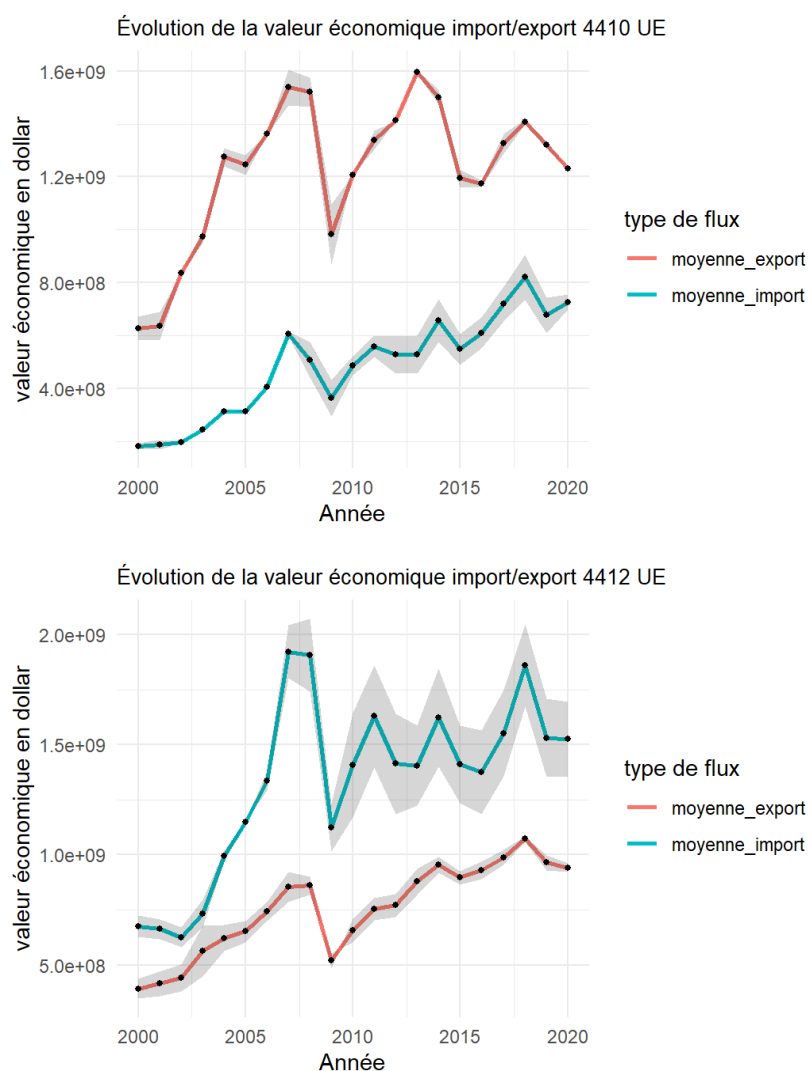 Évolution de la valeur économique import/export 4410 UE
1.6e+09
1.2e+09
8.0e+08
4.0e+08
valeur économique en dollar
2000 2005 2010 2015 2020
Année
type de flux
moyenne_export
moyenne_import
Évolution de la valeur économique import/export 4412 UE
2.0e+09
1.5e+09
1.0e+09
5.0e+08
valeur économique en dollar
2000 2005 2010 2015 2020
Année
type de flux
moyenne_export
moyenne_import